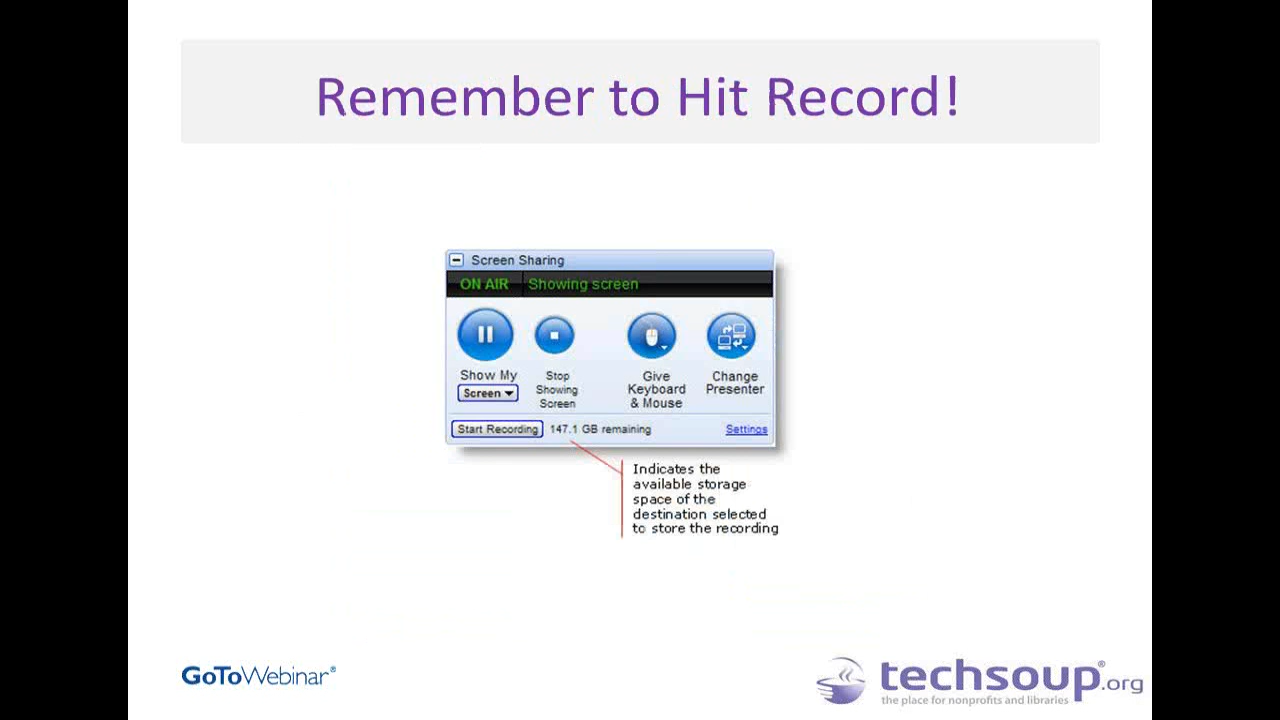 Remember to Hit Record!
Screen Sharing
ON AIR Showing screen
Show My
Screen
Stop
Showing
Screen
Give
Keyboard
& Mouse
Change
Presenter
Start Recording 147.1 GB remaining Settings
Indicates the
available storage
space of the
destination selected
to store the recording
GoToWebinar®
techsoup®.org
the place for nonprofits and libraries